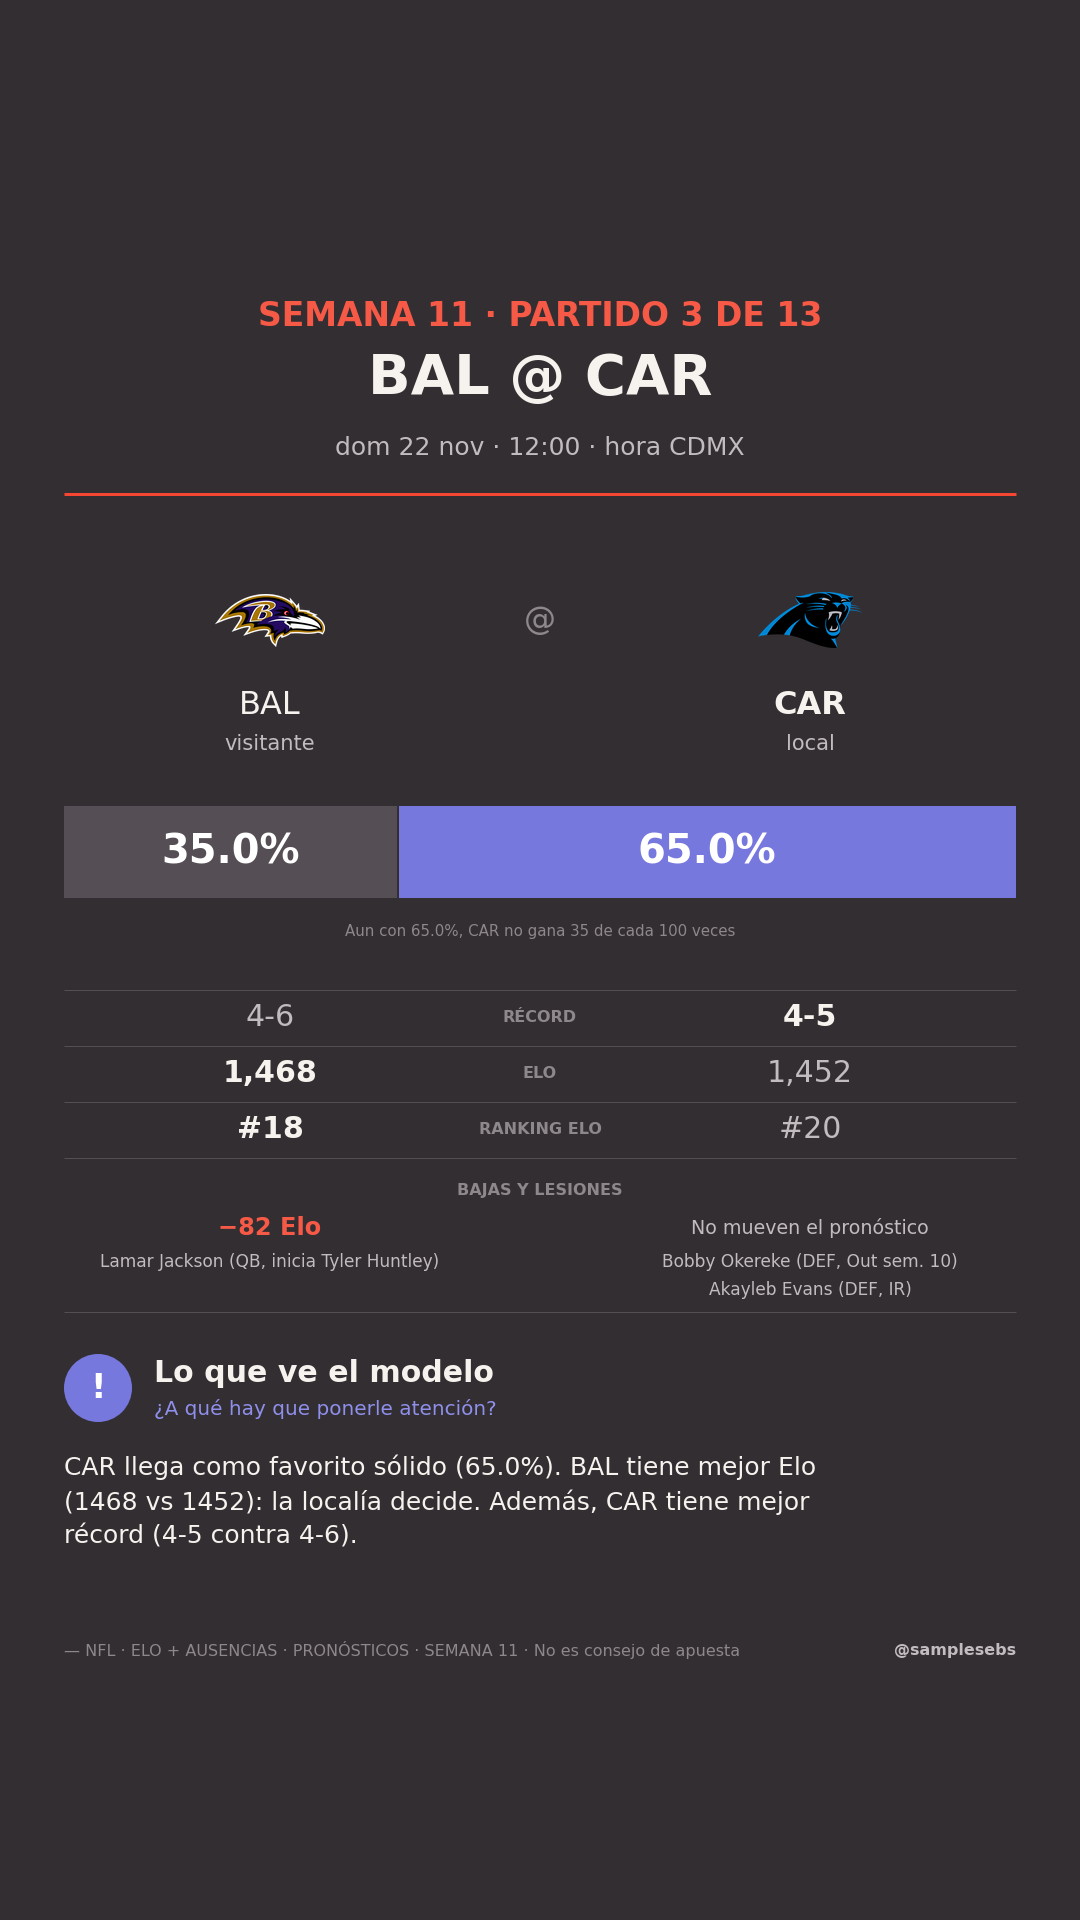 SEMANA 11 · PARTIDO 3 DE 13
BAL @ CAR
dom 22 nov · 12:00 · hora CDMX
B
@
BAL
CAR
visitante
local
35.0%
65.0%
Aun con 65.0%, CAR no gana 35 de cada 100 veces
4-6 RÉCORD 4-5
1,468 ELO 1,452
#18 RANKING ELO #20
BAJAS Y LESIONES
−82 Elo
No mueven el pronóstico
Lamar Jackson (QB, inicia Tyler Huntley)
Bobby Okereke (DEF, Out sem. 10)
Akayleb Evans (DEF, IR)
!
Lo que ve el modelo
¿A qué hay que ponerle atención?
CAR llega como favorito sólido (65.0%). BAL tiene mejor Elo
(1468 vs 1452): la localía decide. Además, CAR tiene mejor
récord (4-5 contra 4-6).
— NFL · ELO + AUSENCIAS · PRONÓSTICOS · SEMANA 11 · No es consejo de apuesta
@samplesebs